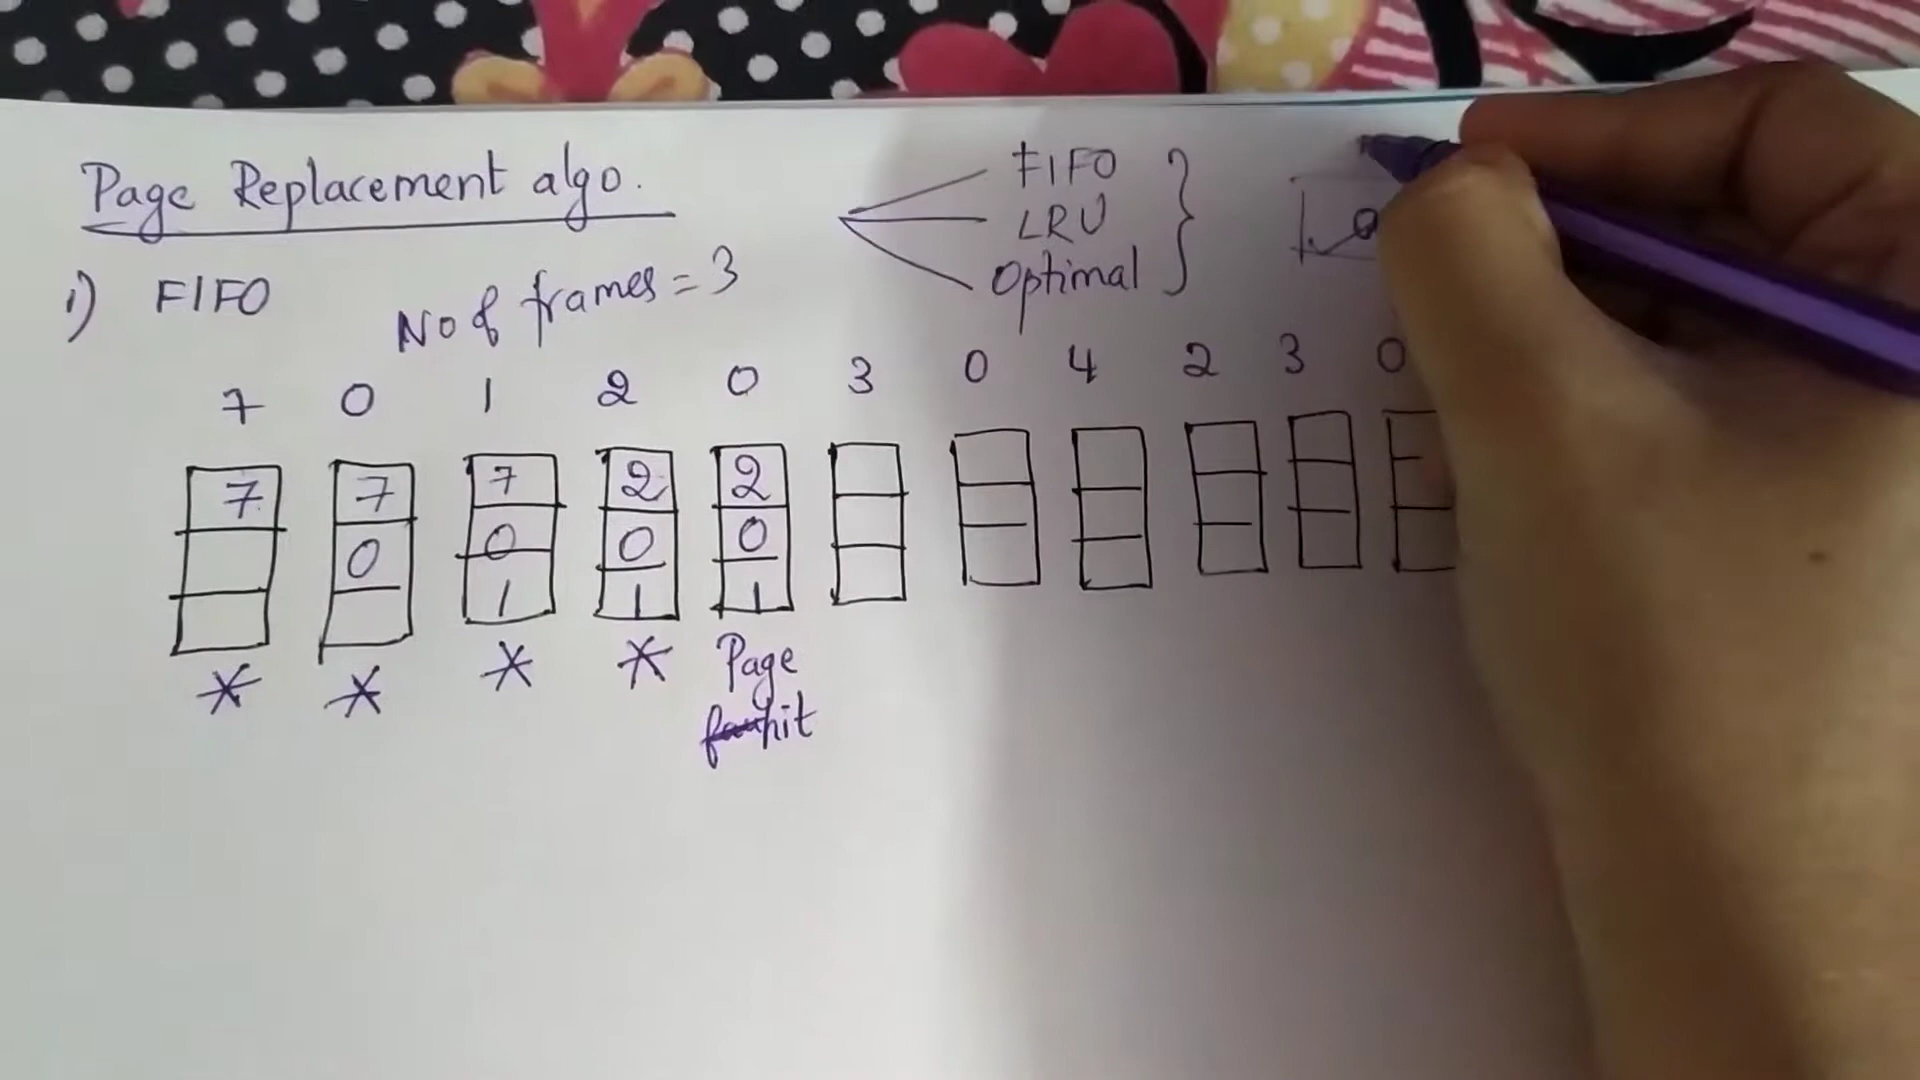 Page Replacement algo.
FIFO
LRU
Optimal
1) FIFO
No of frames = 3
7 0 1 2 0 3 0 4 2 3 0
7 7 7 2 2
0 0 0 0
1 1 1
* * * * Page
hit